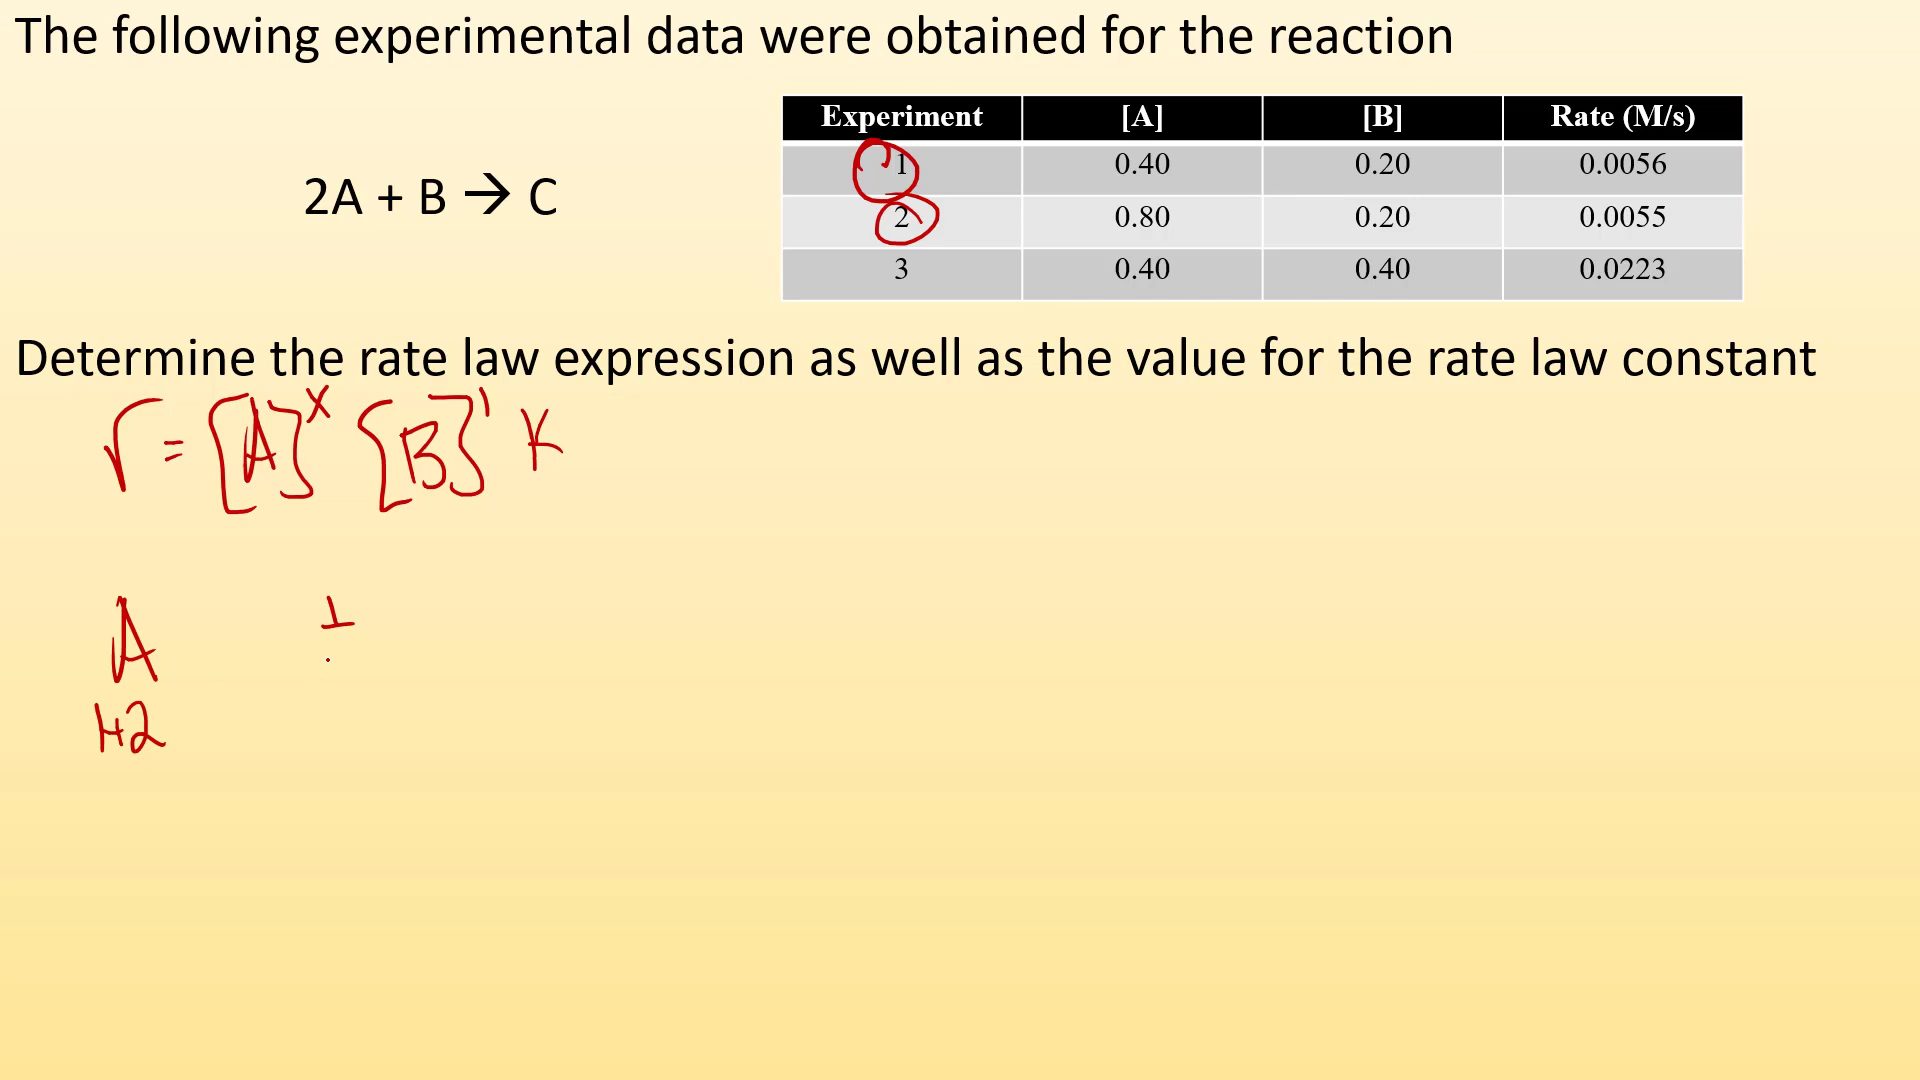 The following experimental data were obtained for the reaction
2A + B → C
Experiment [A] [B] Rate (M/s)
1 0.40 0.20 0.0056
2 0.80 0.20 0.0055
3 0.40 0.40 0.0223
Determine the rate law expression as well as the value for the rate law constant
r = [A]^x [B]^' K
A 1
1+2